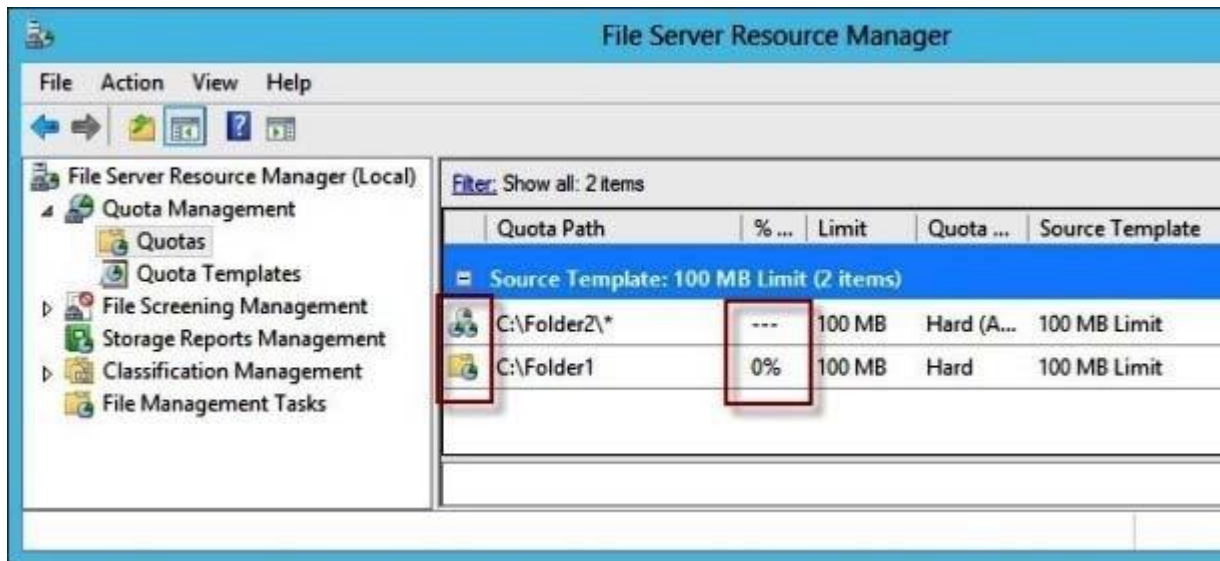 File Server Resource Manager
File Action View Help
File Server Resource Manager (Local)
Quota Management
Quotas
Quota Templates
File Screening Management
Storage Reports Management
Classification Management
File Management Tasks
Filter: Show all: 2 items
Quota Path % ... Limit Quota ... Source Template
Source Template: 100 MB Limit (2 items)
C:\Folder2\* --- 100 MB Hard (A... 100 MB Limit
C:\Folder1 0% 100 MB Hard 100 MB Limit